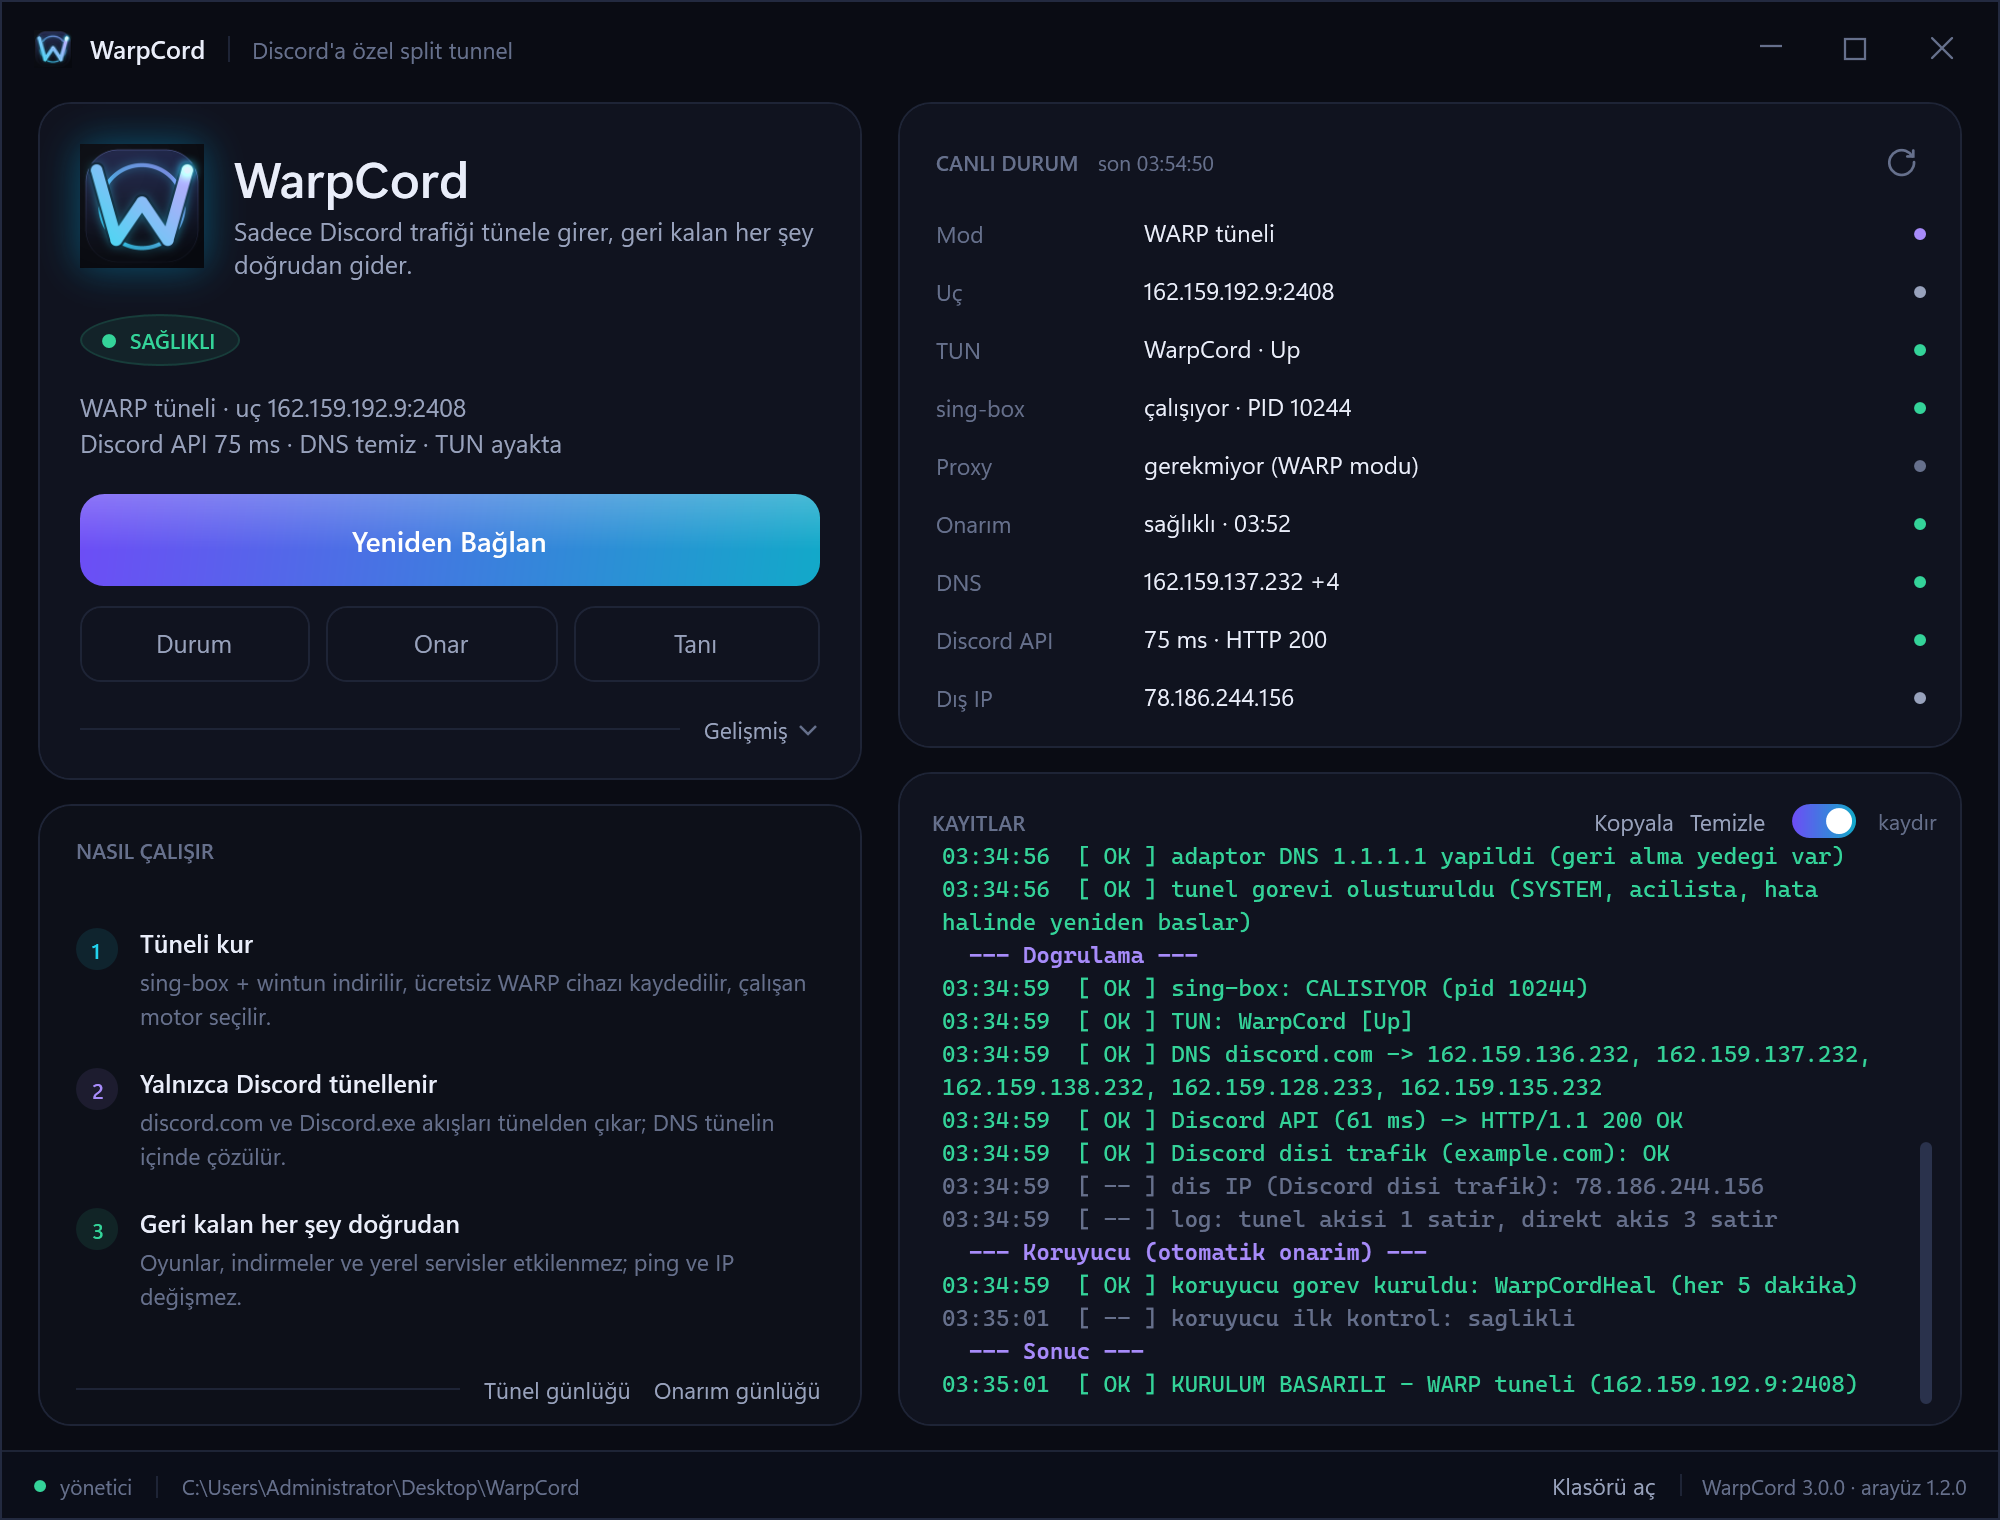 WarpCord
Discord'a özel split tunnel
WarpCord
Sadece Discord trafiği tünele girer, geri kalan her şey
doğrudan gider.
SAĞLIKLI
WARP tüneli · uç 162.159.192.9:2408
Discord API 75 ms · DNS temiz · TUN ayakta
Yeniden Bağlan
Durum
Onar
Tanı
Gelişmiş
NASIL ÇALIŞIR
1
Tüneli kur
sing-box + wintun indirilir, ücretsiz WARP cihazı kaydedilir, çalışan
motor seçilir.
2
Yalnızca Discord tünellenir
discord.com ve Discord.exe akışları tünelden çıkar; DNS tünelin
içinde çözülür.
3
Geri kalan her şey doğrudan
Oyunlar, indirmeler ve yerel servisler etkilenmez; ping ve IP
değişmez.
Tünel günlüğü Onarım günlüğü
CANLI DURUM son 03:54:50
Mod WARP tüneli
Uç 162.159.192.9:2408
TUN WarpCord · Up
sing-box çalışıyor · PID 10244
Proxy gerekmiyor (WARP modu)
Onarım sağlıklı · 03:52
DNS 162.159.137.232 +4
Discord API 75 ms · HTTP 200
Dış IP 78.186.244.156
KAYITLAR
Kopyala Temizle kaydır
03:34:56 [ OK ] adaptor DNS 1.1.1.1 yapildi (geri alma yedegi var)
03:34:56 [ OK ] tunel gorevi olusturuldu (SYSTEM, acilista, hata
halinde yeniden baslar)
--- Dogrulama ---
03:34:59 [ OK ] sing-box: CALISIYOR (pid 10244)
03:34:59 [ OK ] TUN: WarpCord [Up]
03:34:59 [ OK ] DNS discord.com -> 162.159.136.232, 162.159.137.232,
162.159.138.232, 162.159.128.233, 162.159.135.232
03:34:59 [ OK ] Discord API (61 ms) -> HTTP/1.1 200 OK
03:34:59 [ OK ] Discord disi trafik (example.com): OK
03:34:59 [ -- ] dis IP (Discord disi trafik): 78.186.244.156
03:34:59 [ -- ] log: tunel akisi 1 satir, direkt akis 3 satir
--- Koruyucu (otomatik onarim) ---
03:34:59 [ OK ] koruyucu gorev kuruldu: WarpCordHeal (her 5 dakika)
03:35:01 [ -- ] koruyucu ilk kontrol: saglikli
--- Sonuc ---
03:35:01 [ OK ] KURULUM BASARILI - WARP tuneli (162.159.192.9:2408)
yönetici
C:\Users\Administrator\Desktop\WarpCord
Klasörü aç
WarpCord 3.0.0 · arayüz 1.2.0